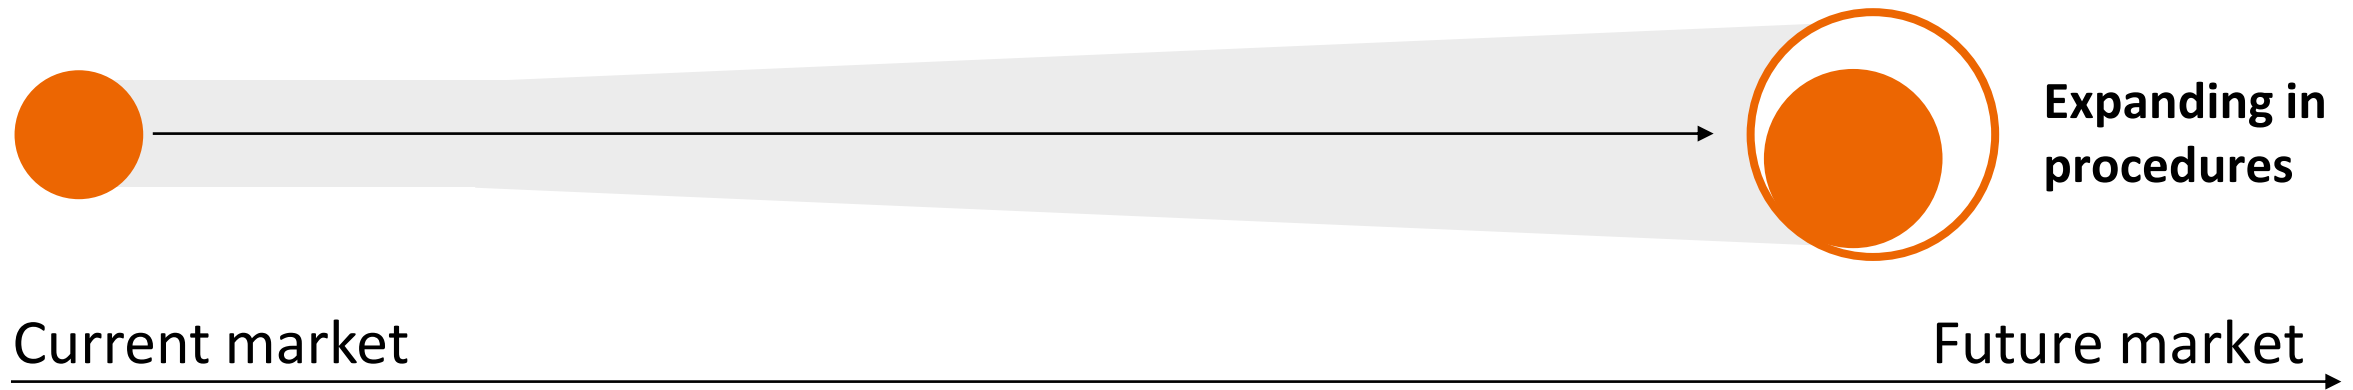 Expanding in
procedures
Current market
Future market